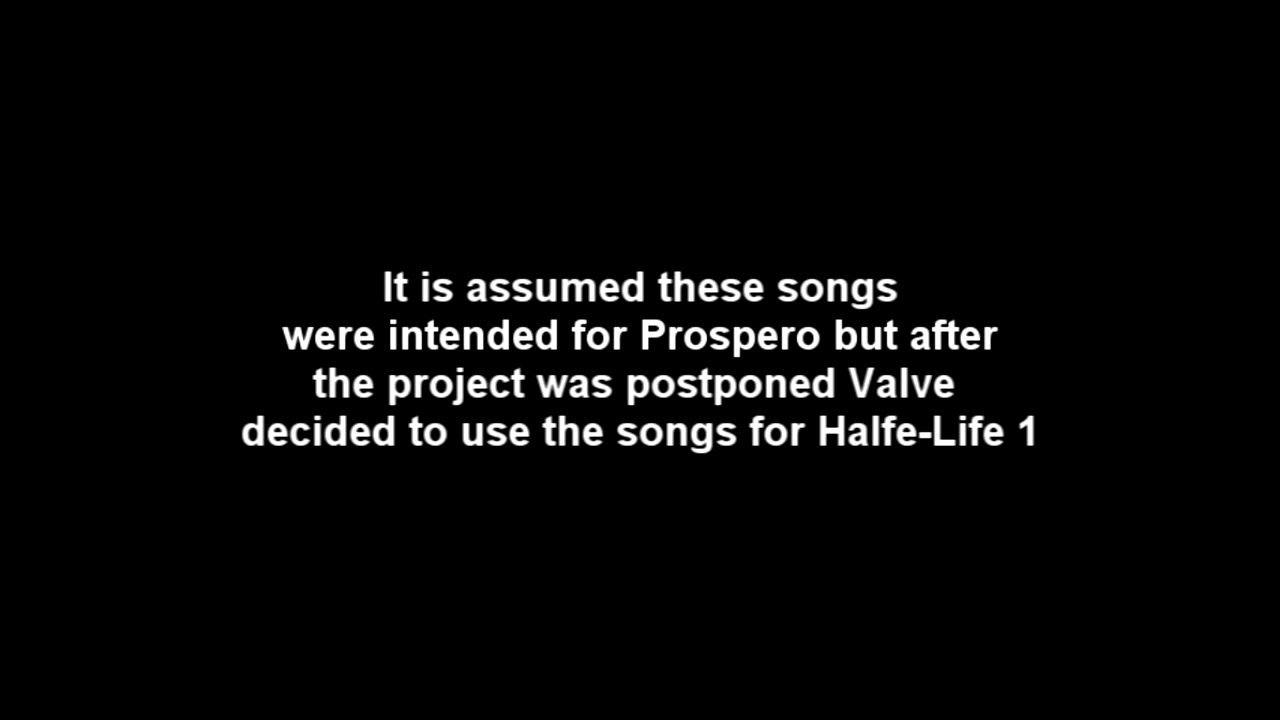 It is assumed these songs
were intended for Prospero but after
the project was postponed Valve
decided to use the songs for Halfe-Life 1